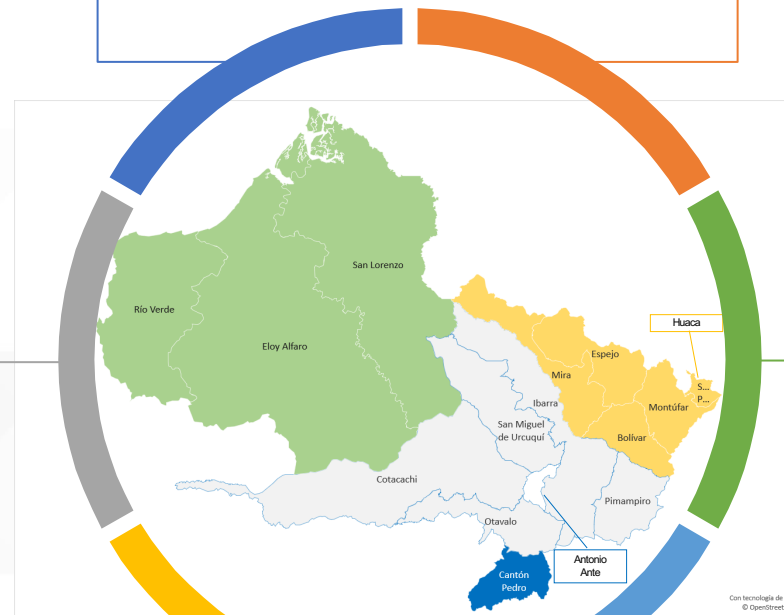 San Lorenzo
Río Verde
Huaca
Eloy Alfaro
Espejo
Mira
S...
P...
Ibarra
Montúfar
San Miguel
de Urcuquí
Bolívar
Cotacachi
Pimampiro
Otavalo
Antonio
Ante
Cantón
Pedro
Con tecnología de
© OpenStreet